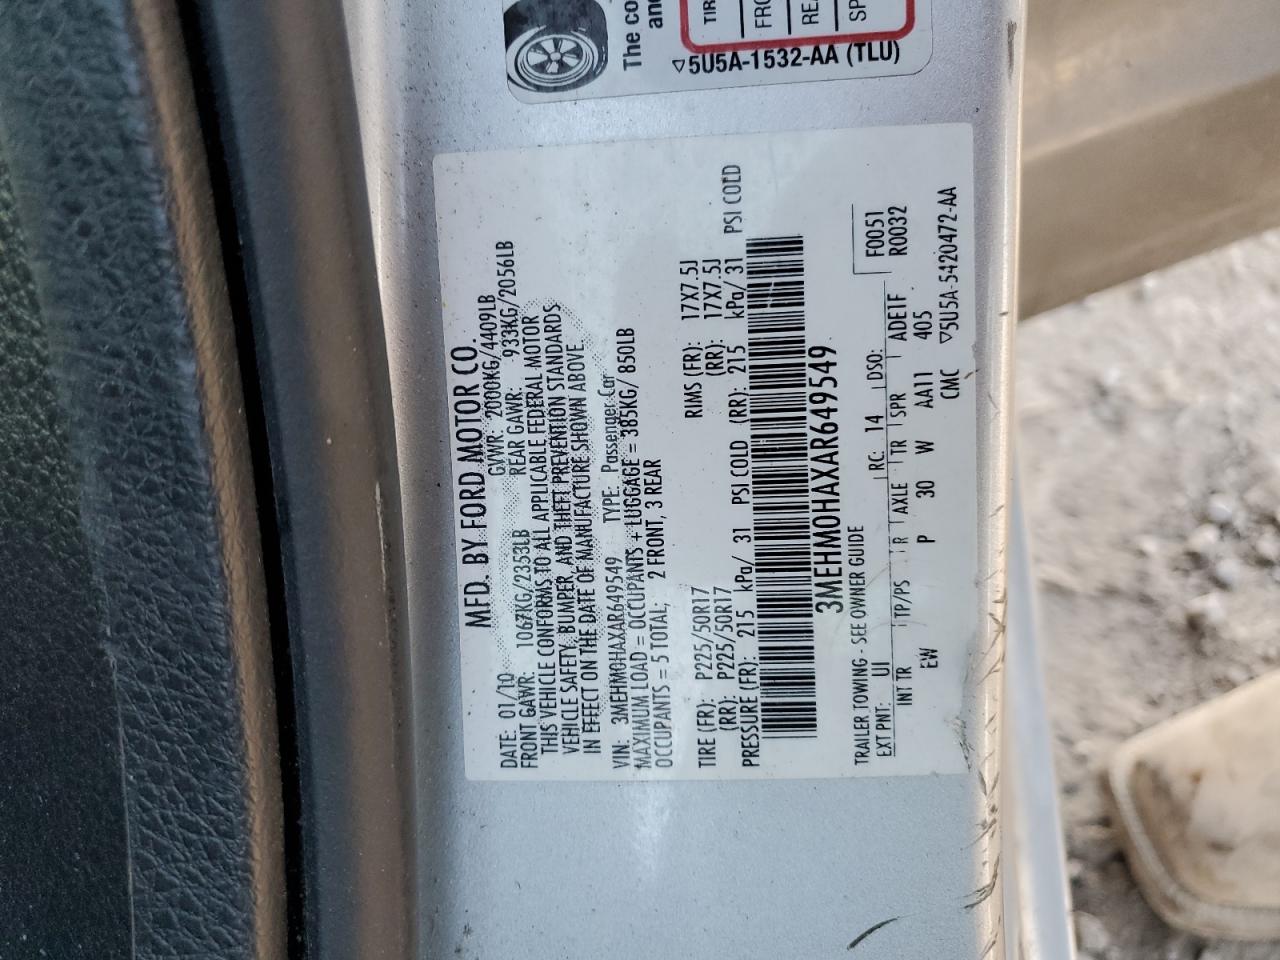 The co
and
TIR
FRO
REA
SP
▽5U5A-1532-AA (TLU)
MFD. BY FORD MOTOR CO.
DATE: 01/10 GVWR: 2000KG/4409LB
FRONT GAWR: 1067KG/2353LB REAR GAWR: 933KG/2056LB
THIS VEHICLE CONFORMS TO ALL APPLICABLE FEDERAL MOTOR
VEHICLE SAFETY, BUMPER, AND THEFT PREVENTION STANDARDS
IN EFFECT ON THE DATE OF MANUFACTURE SHOWN ABOVE.
VIN: 3MEHM0HAXAR649549 TYPE: Passenger Car
MAXIMUM LOAD = OCCUPANTS + LUGGAGE = 385KG/ 850LB
OCCUPANTS = 5 TOTAL; 2 FRONT, 3 REAR
TIRE (FR): P225/50R17 RIMS (FR): 17X7.5J
(RR): P225/50R17 (RR): 17X7.5J
PRESSURE (FR): 215 kPa/ 31 PSI COLD (RR): 215 kPa/ 31 PSI COLD
3MEHM0HAXAR649549
TRAILER TOWING - SEE OWNER GUIDE
EXT PNT: UJ RC: 14 DSO: F0051
R0032
INT TR TP/PS R AXLE TR SPR ADEIF
EW P 30 W AA11 405
CMC ▽5U5A-5420472-AA